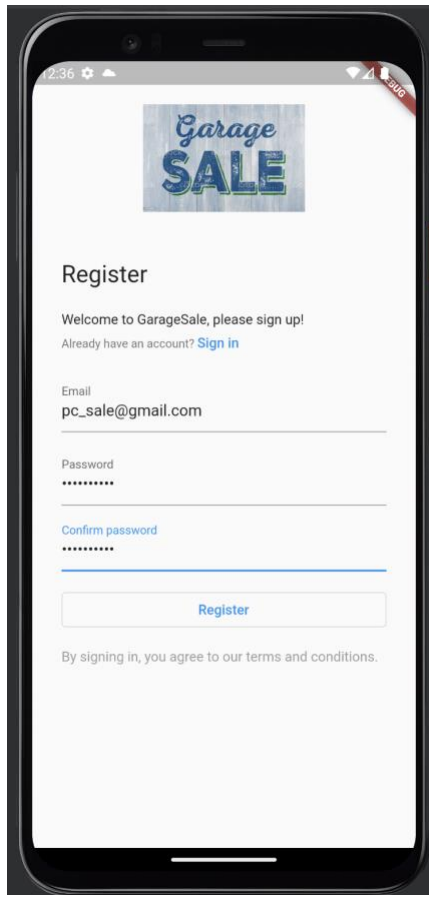 12:36
DEBUG
Garage
SALE
Register
Welcome to GarageSale, please sign up!
Already have an account? Sign in
Email
pc_sale@gmail.com
Password
••••••••••
Confirm password
••••••••••
Register
By signing in, you agree to our terms and conditions.